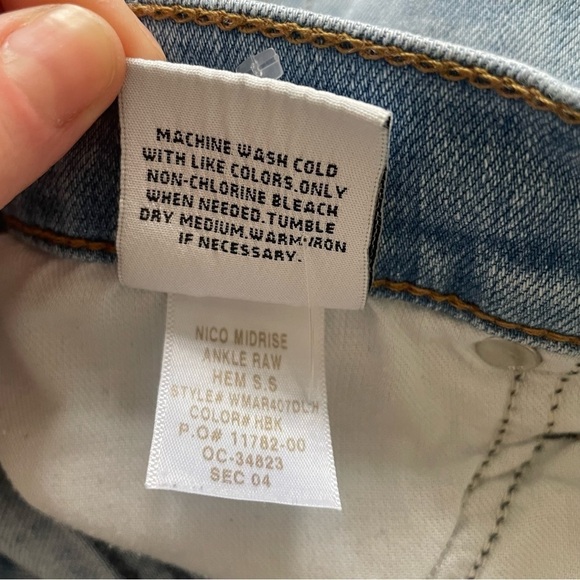 MACHINE WASH COLD
WITH LIKE COLORS.ONLY
NON-CHLORINE BLEACH
WHEN NEEDED.TUMBLE
DRY MEDIUM.WARM IRON
IF NECESSARY.
NICO MIDRISE
ANKLE RAW
HEM S.S
STYLE# WMAR407DLH
COLOR# HBK
P.O# 11782-00
OC-34823
SEC 04